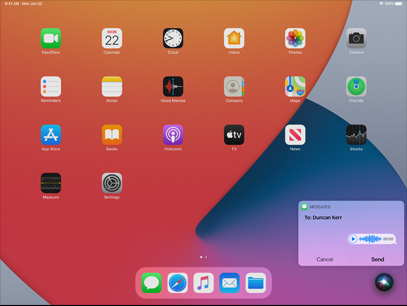 9:41 AM Mon Jun 22
100%
MON
22
FaceTime
Calendar
Clock
Home
Photos
Camera
Reminders
Notes
Voice Memos
Contacts
Maps
Find My
App Store
Books
Podcasts
tv
TV
News
Stocks
Measure
Settings
MESSAGES
To: Duncan Kerr
Cancel
Send